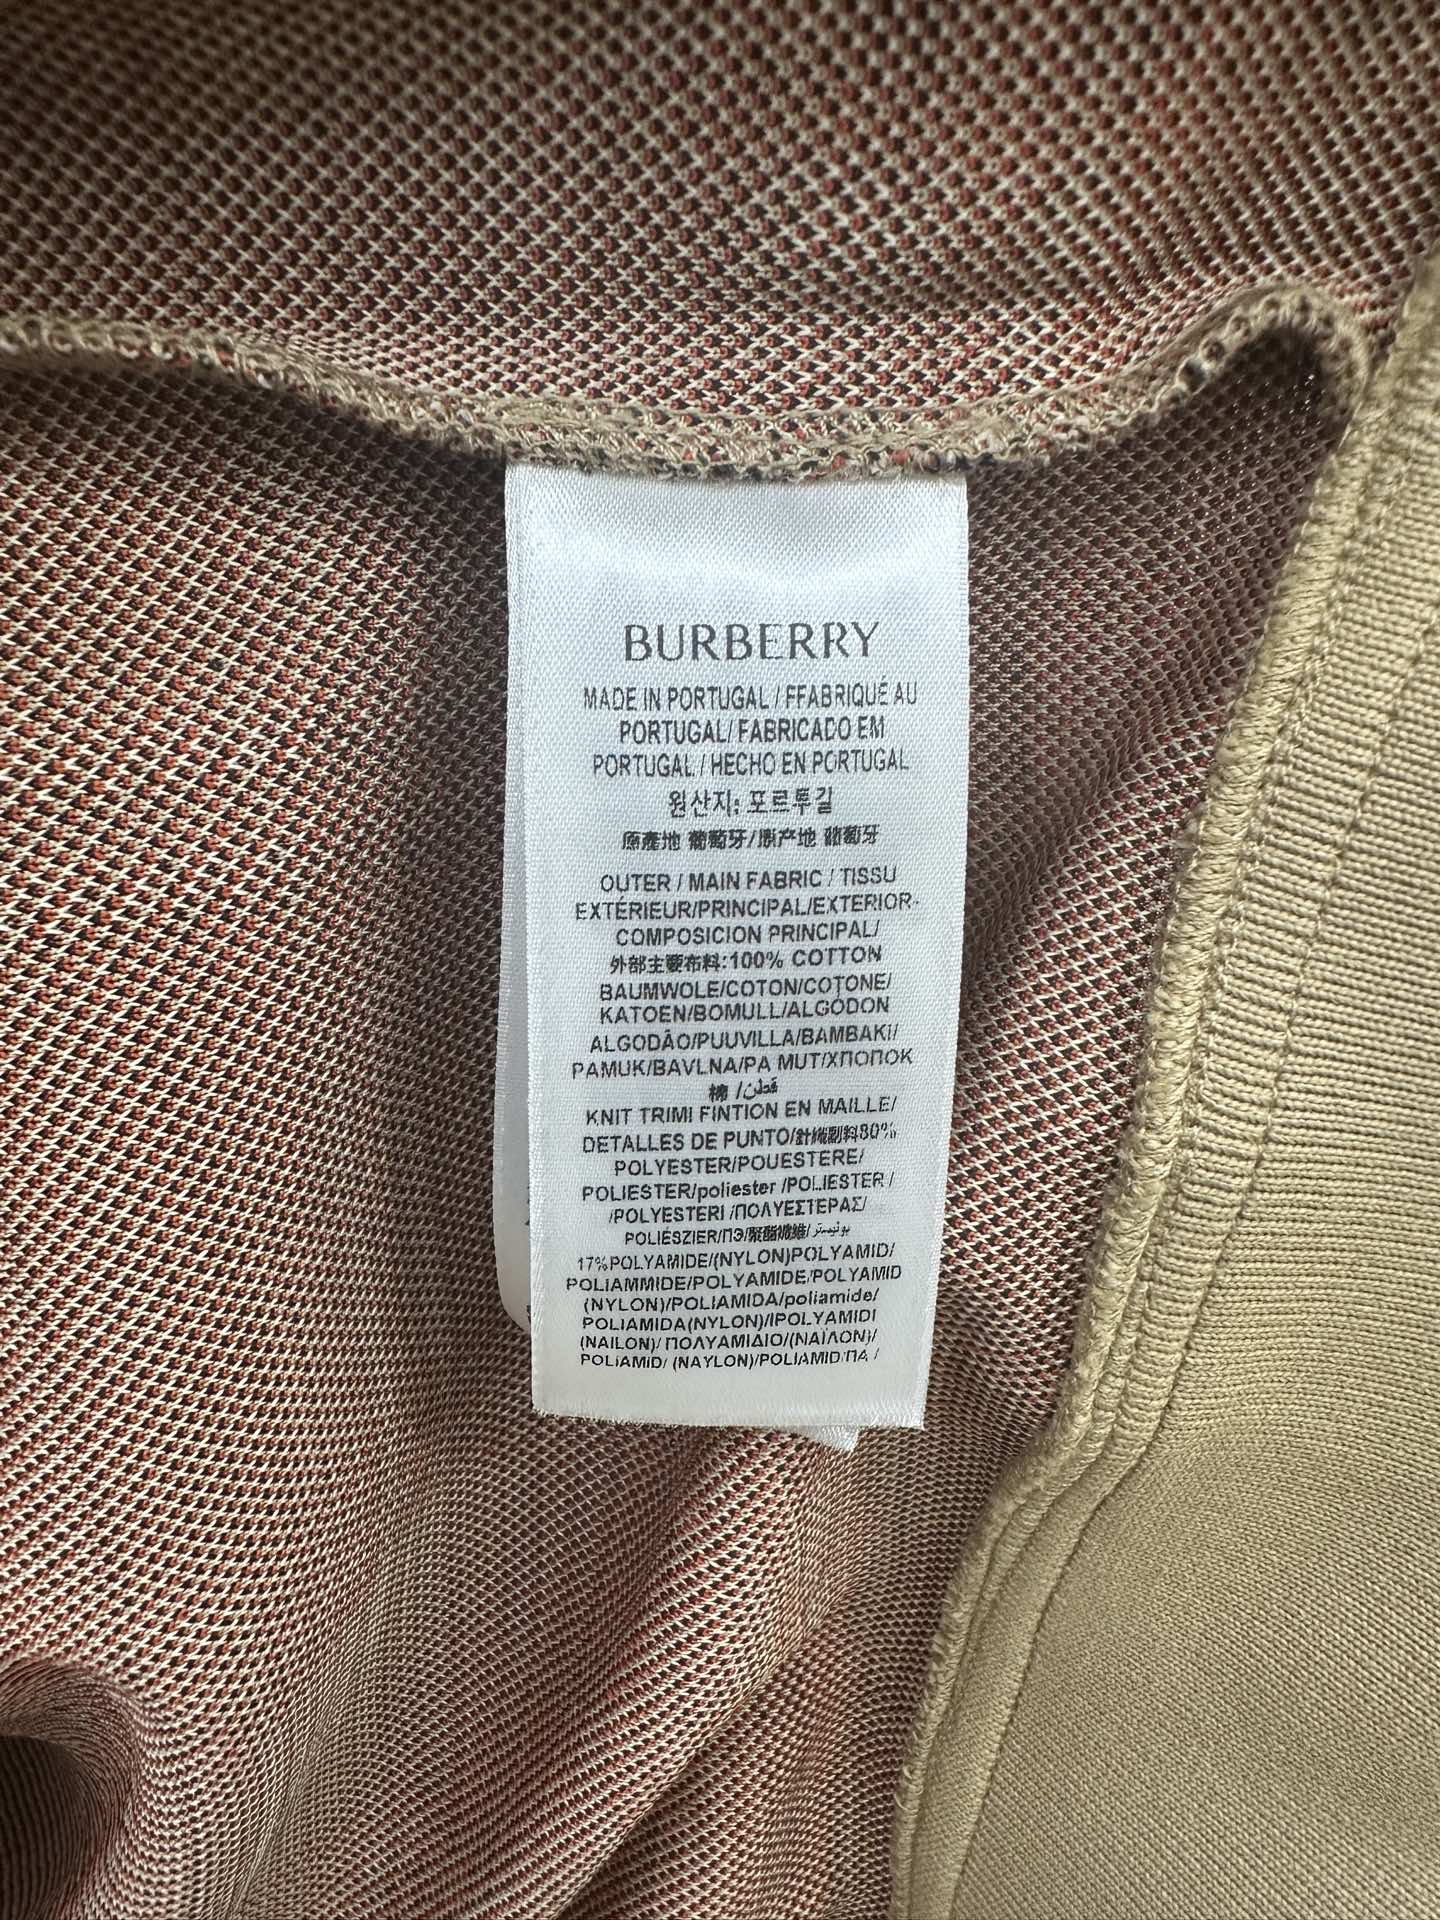 BURBERRY
MADE IN PORTUGAL / FFABRIQUÉ AU
PORTUGAL/ FABRICADO EM
PORTUGAL / HECHO EN PORTUGAL
원산지: 포르투갈
原產地 葡萄牙/原产地 葡萄牙
OUTER / MAIN FABRIC / TISSU
EXTÉRIEUR/PRINCIPAL/EXTERIOR-
COMPOSICION PRINCIPAL/
外部主要布料:100% COTTON
BAUMWOLE/COTON/COTONE/
KATOEN/BOMULL/ALGÓDON
ALGODÃO/PUUVILLA/BAMBAKI/
PAMUK/BAVLNA/PA MUT/ХПОПОК
棉 /قطن
KNIT TRIMI FINTION EN MAILLE/
DETALLES DE PUNTO/針織副料80%
POLYESTER/POUESTERE/
POLIESTER/poliester /POLIESTER /
/POLYESTERI /ΠΟΛΥΕΣΤΕΡΑΣ/
POLIÉSZIER/ПЭ/聚酯纖維/
17%POLYAMIDE/(NYLON)POLYAMID/
POLIAMMIDE/POLYAMIDE/POLYAMID
(NYLON)/POLIAMIDA/poliamide/
POLIAMIDA(NYLON)/IPOLYAMIDI
(NAILON)/ ΠΟΛΥΑΜΙΔΙΟ/(ΝΑΪΛΟΝ)/
POLIAMID/ (NAYLON)/POLIAMID/ПА /